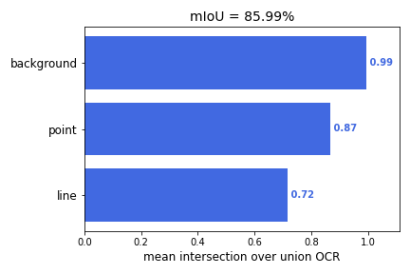 mIoU = 85.99%
background
0.99
point
0.87
line
0.72
0.0 0.2 0.4 0.6 0.8 1.0
mean intersection over union OCR